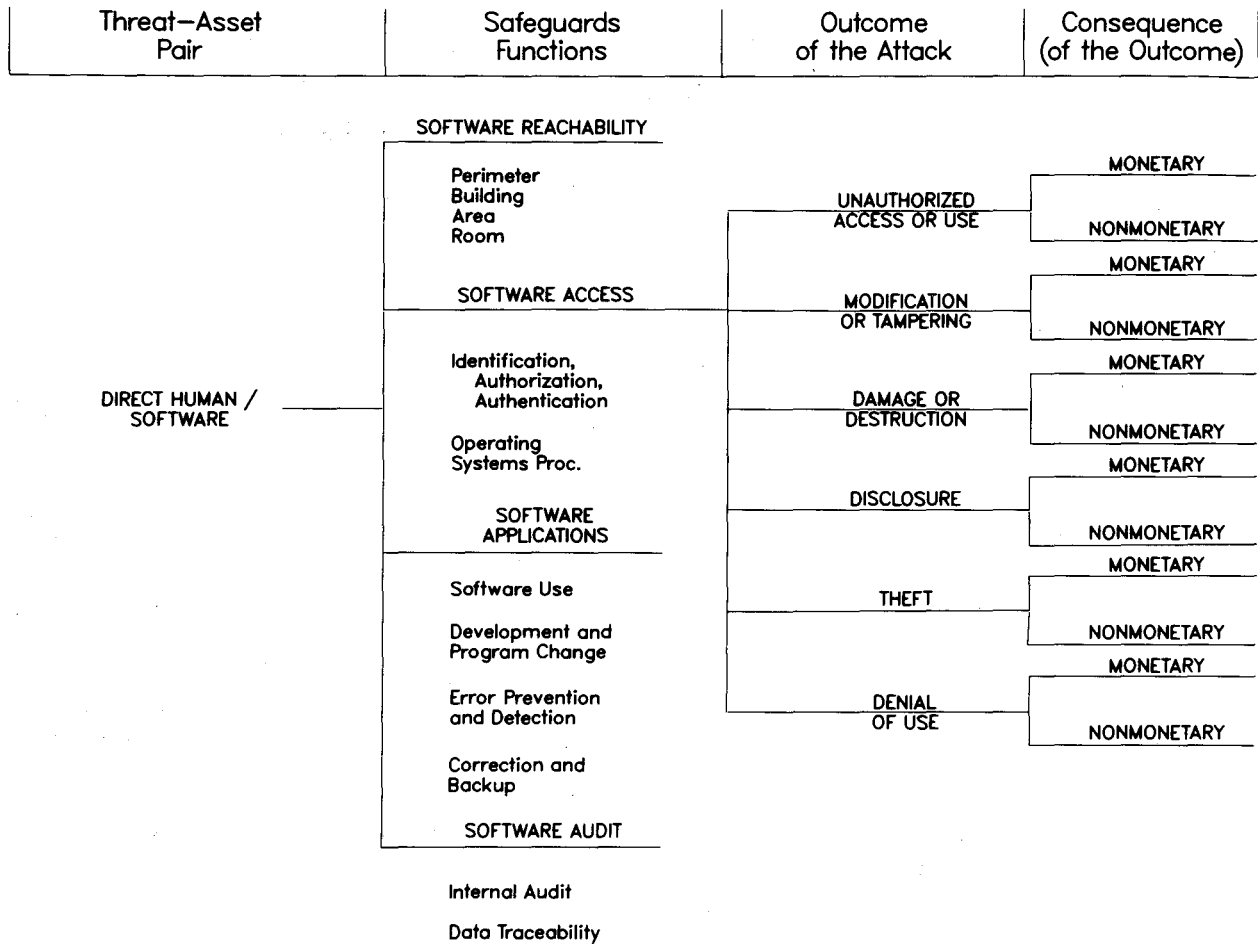 Threat-Asset
Pair
Safeguards
Functions
Outcome
of the Attack
Consequence
(of the Outcome)
SOFTWARE REACHABILITY
Perimeter
Building
Area
Room
SOFTWARE ACCESS
Identification,
Authorization,
Authentication
DIRECT HUMAN /
SOFTWARE
Operating
Systems Proc.
SOFTWARE
APPLICATIONS
Software Use
Development and
Program Change
Error Prevention
and Detection
Correction and
Backup
SOFTWARE AUDIT
Internal Audit
Data Traceability
UNAUTHORIZED
ACCESS OR USE
MONETARY
NONMONETARY
MODIFICATION
OR TAMPERING
MONETARY
NONMONETARY
DAMAGE OR
DESTRUCTION
MONETARY
NONMONETARY
DISCLOSURE
MONETARY
NONMONETARY
THEFT
MONETARY
NONMONETARY
DENIAL
OF USE
MONETARY
NONMONETARY